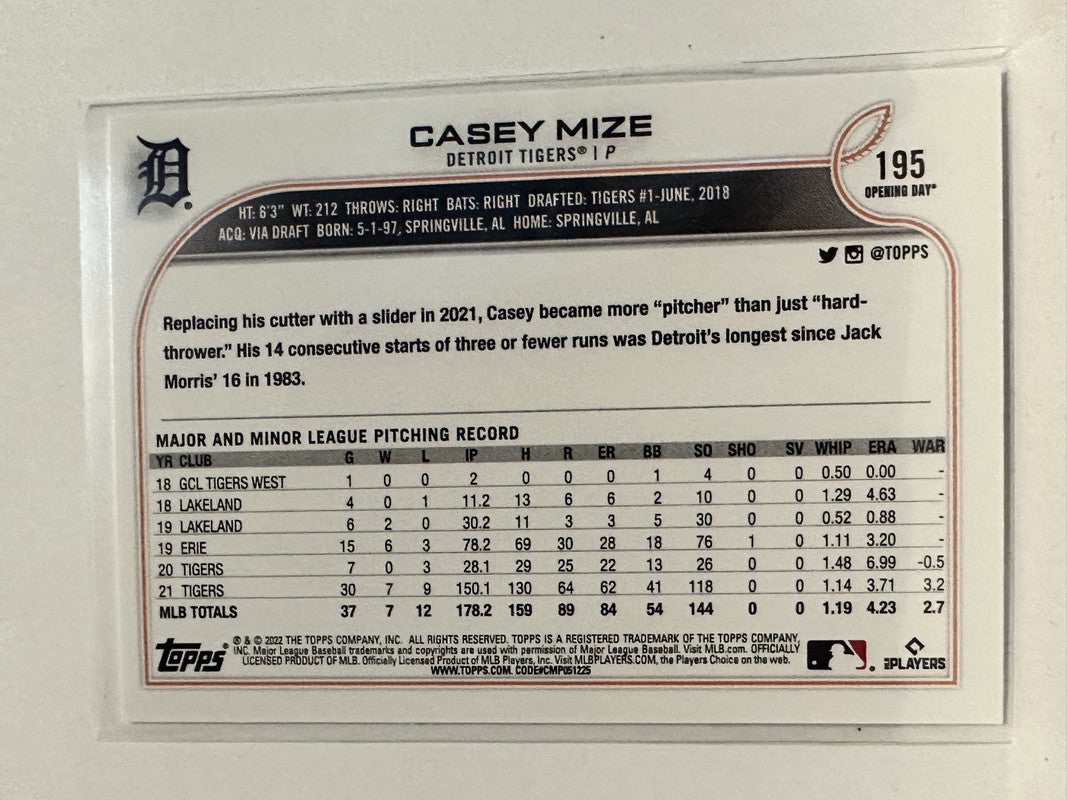 CASEY MIZE
DETROIT TIGERS® | P
D
195
OPENING DAY®
HT: 6'3" WT: 212 THROWS: RIGHT BATS: RIGHT DRAFTED: TIGERS #1-JUNE, 2018
ACQ: VIA DRAFT BORN: 5-1-97, SPRINGVILLE, AL HOME: SPRINGVILLE, AL
@TOPPS
Replacing his cutter with a slider in 2021, Casey became more “pitcher” than just “hard-
thrower.” His 14 consecutive starts of three or fewer runs was Detroit’s longest since Jack
Morris’ 16 in 1983.
MAJOR AND MINOR LEAGUE PITCHING RECORD
YR CLUB G W L IP H R ER BB SO SHO SV WHIP ERA WAR
18 GCL TIGERS WEST 1 0 0 2 0 0 0 1 4 0 0 0.50 0.00 -
18 LAKELAND 4 0 1 11.2 13 6 6 2 10 0 0 1.29 4.63 -
19 LAKELAND 6 2 0 30.2 11 3 3 5 30 0 0 0.52 0.88 -
19 ERIE 15 6 3 78.2 69 30 28 18 76 1 0 1.11 3.20 -
20 TIGERS 7 0 3 28.1 29 25 22 13 26 0 0 1.48 6.99 -0.5
21 TIGERS 30 7 9 150.1 130 64 62 41 118 0 0 1.14 3.71 3.2
MLB TOTALS 37 7 12 178.2 159 89 84 54 144 0 0 1.19 4.23 2.7
topps®
® & © 2022 THE TOPPS COMPANY, INC. ALL RIGHTS RESERVED. TOPPS IS A REGISTERED TRADEMARK OF THE TOPPS COMPANY,
INC. Major League Baseball trademarks and copyrights are used with permission of Major League Baseball. Visit MLB.com. OFFICIALLY
LICENSED PRODUCT OF MLB. Officially Licensed Product of MLB Players, Inc. Visit MLBPLAYERS.COM, the Players Choice on the web.
WWW.TOPPS.COM. CODE#CMP051225
MLBPLAYERS